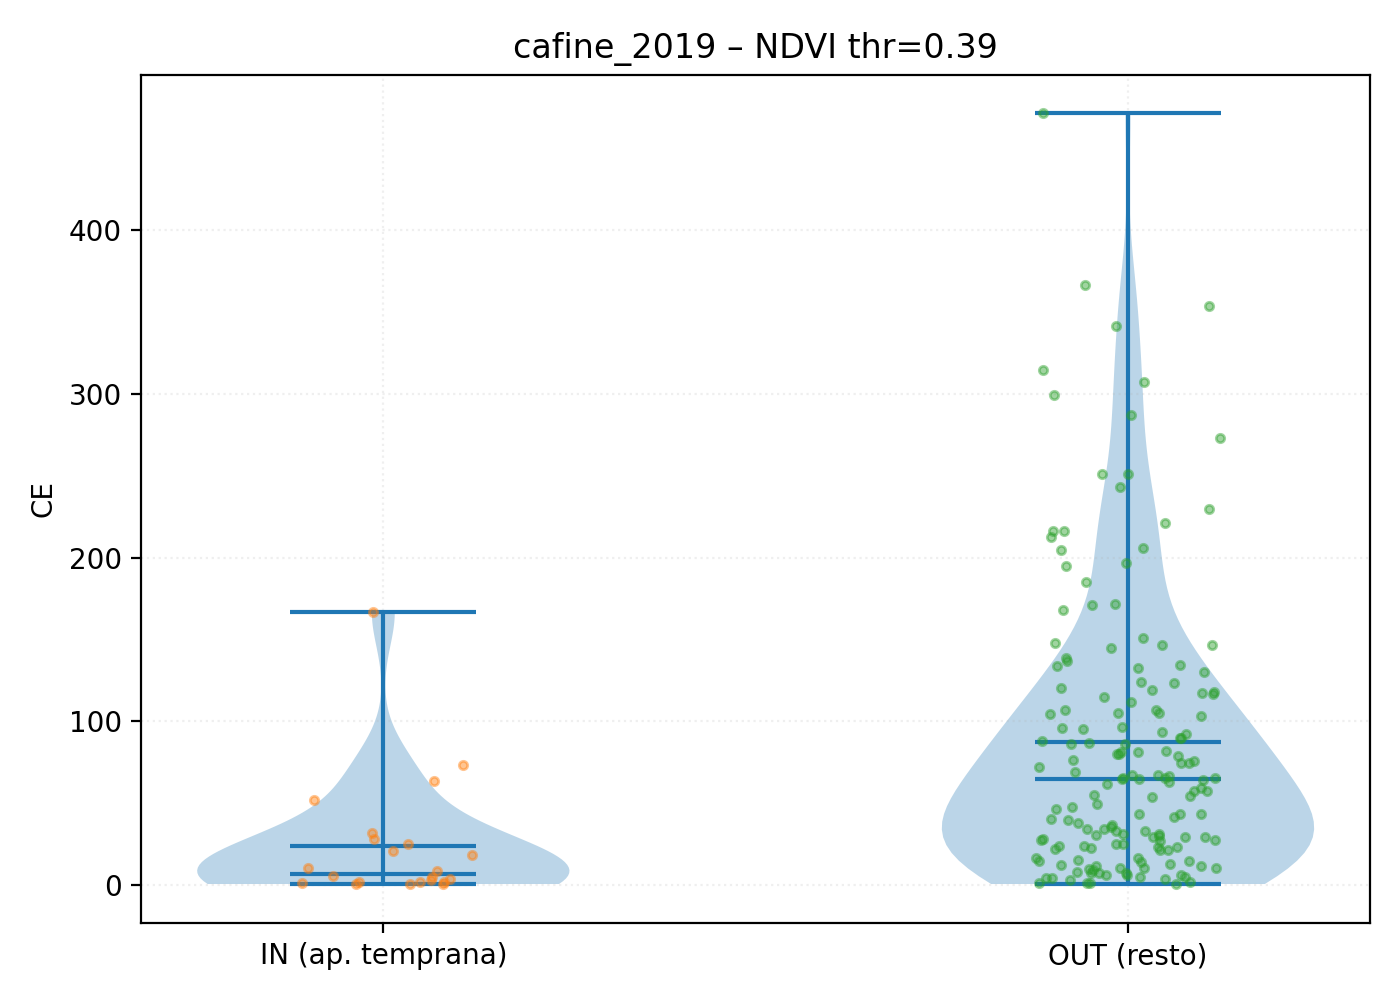 cafine_2019 – NDVI thr=0.39
CE
400
300
200
100
0
IN (ap. temprana)
OUT (resto)